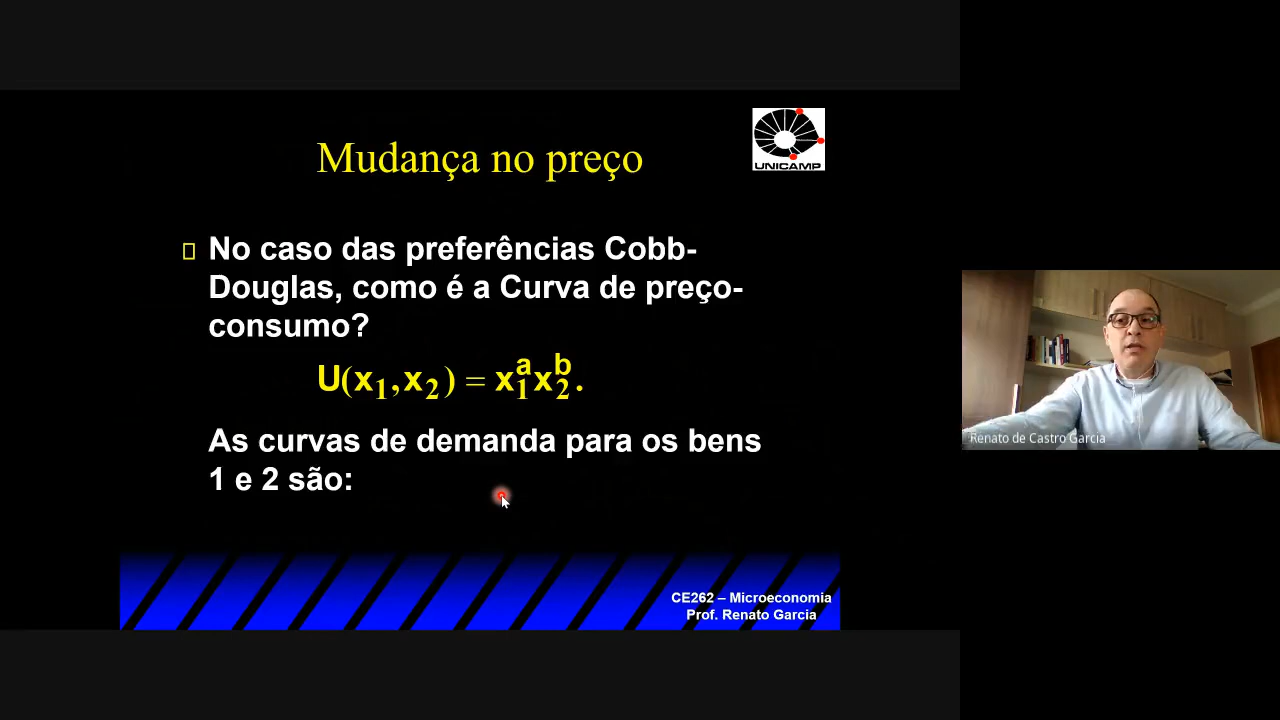 Mudança no preço
UNICAMP
▯ No caso das preferências Cobb-
Douglas, como é a Curva de preço-
consumo?
U(x₁,x₂) = x₁ᵃx₂ᵇ.
As curvas de demanda para os bens
1 e 2 são:
CE262 – Microeconomia
Prof. Renato Garcia
Renato de Castro Garcia